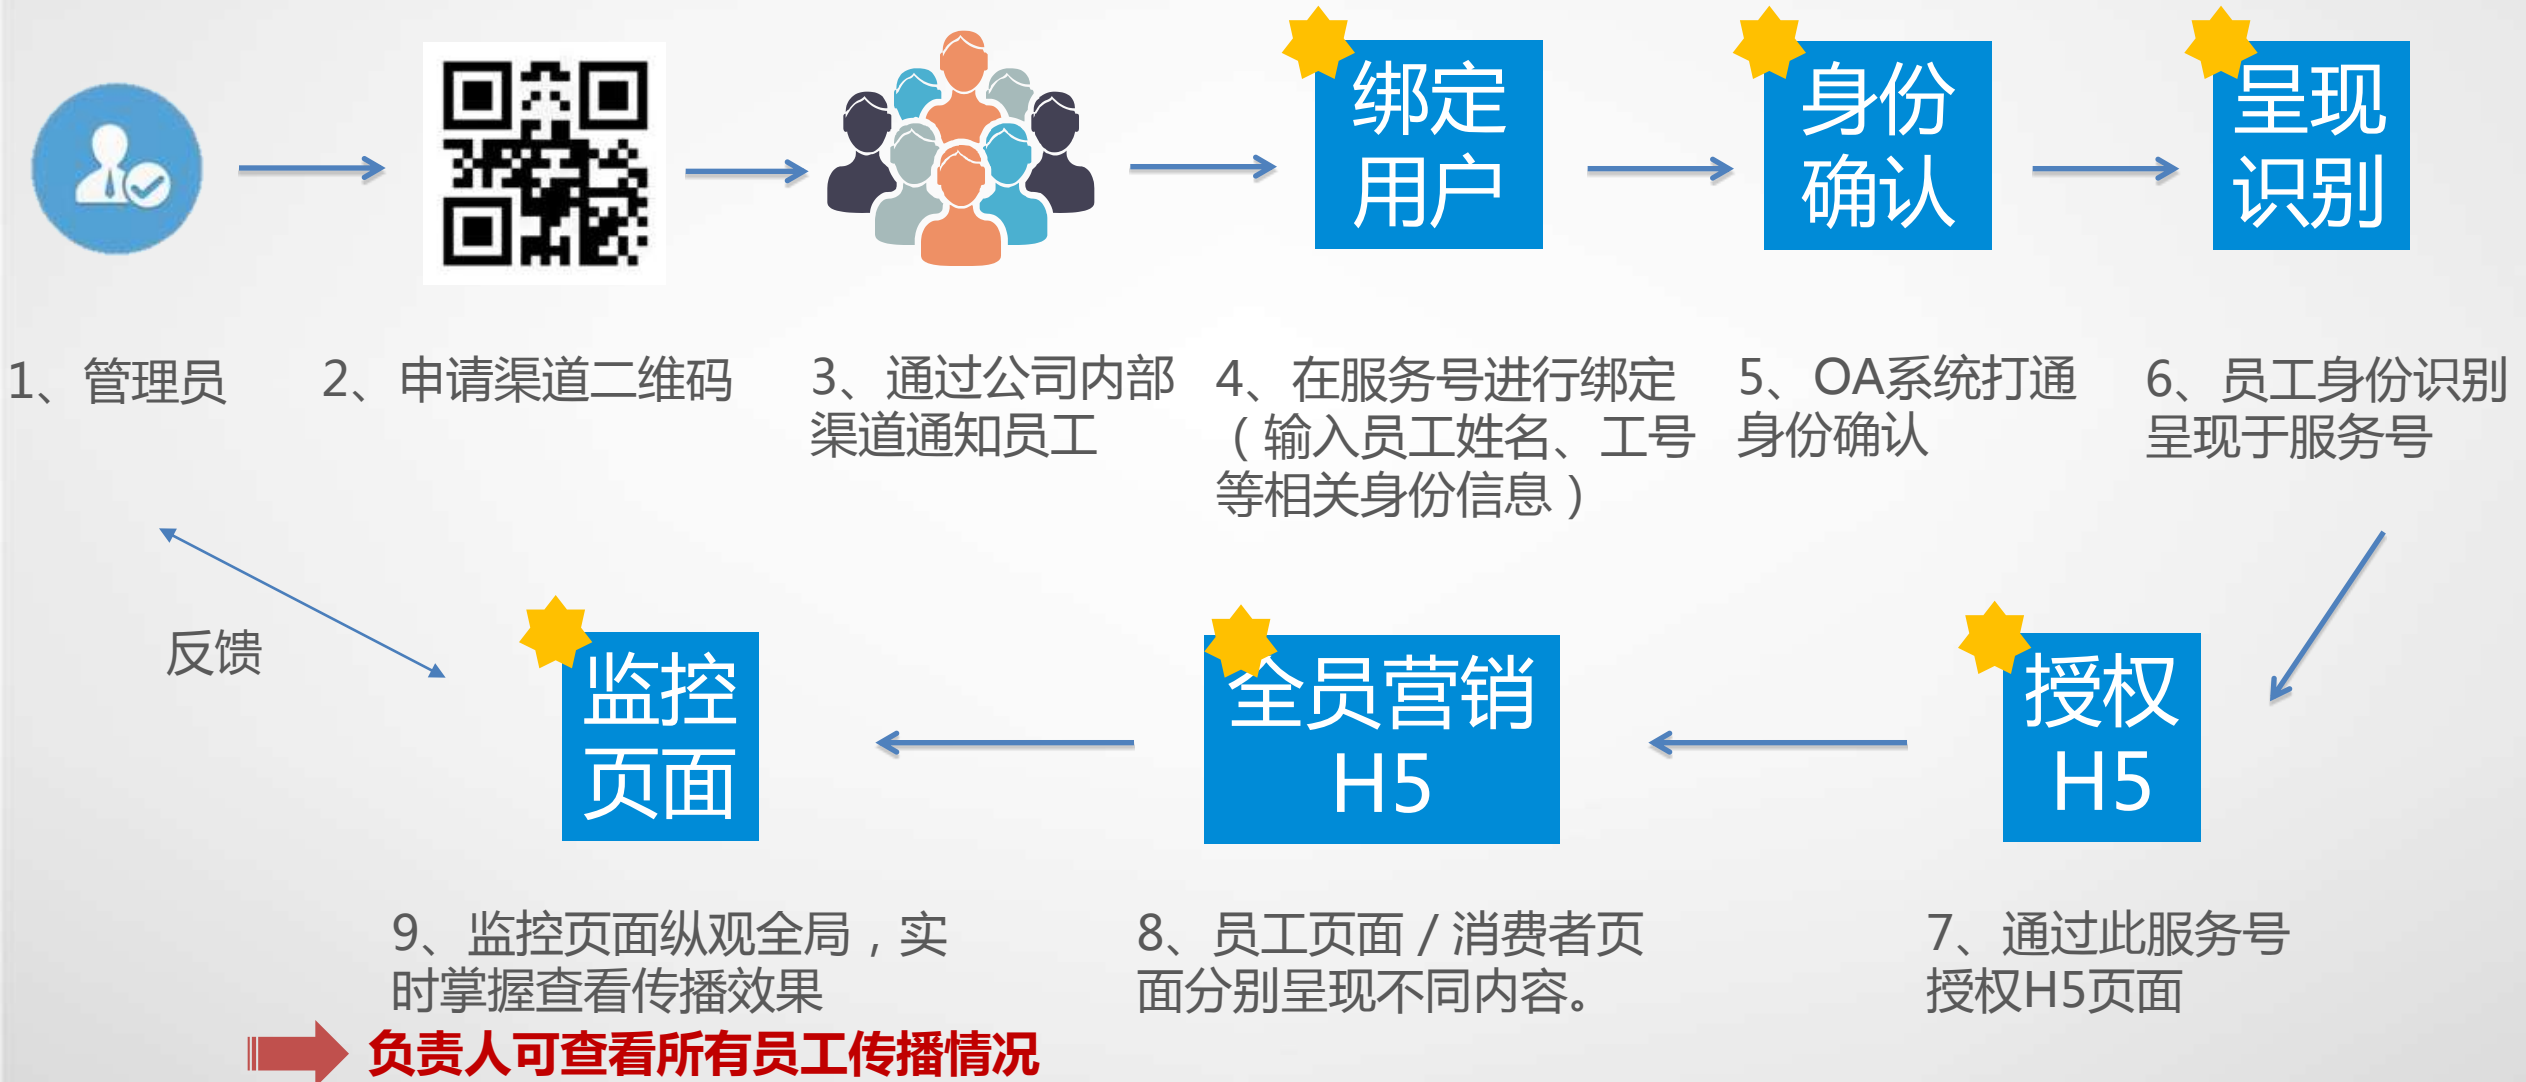 绑定
用户
身份
确认
呈现
识别
1、管理员
2、申请渠道二维码
3、通过公司内部
渠道通知员工
4、在服务号进行绑定
（输入员工姓名、工号
等相关身份信息）
5、OA系统打通
身份确认
6、员工身份识别
呈现于服务号
反馈
监控
页面
全员营销
H5
授权
H5
9、监控页面纵观全局，实
时掌握查看传播效果
8、员工页面/消费者页
面分别呈现不同内容。
7、通过此服务号
授权H5页面
负责人可查看所有员工传播情况